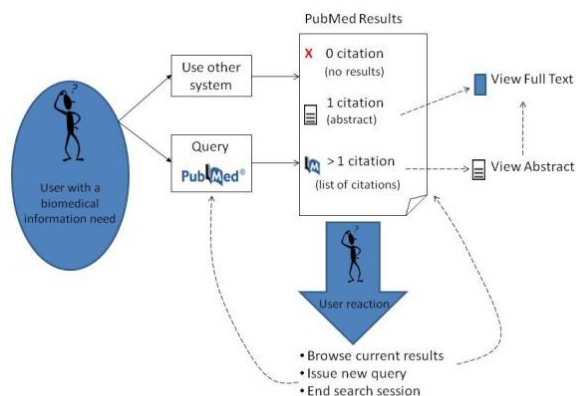 PubMed Results
Use other
system
X 0 citation
(no results)
1 citation
(abstract)
View Full Text
Query
PubMed®
> 1 citation
(list of citations)
View Abstract
?
User with a
biomedical
information need
?
User reaction
• Browse current results
• Issue new query
• End search session